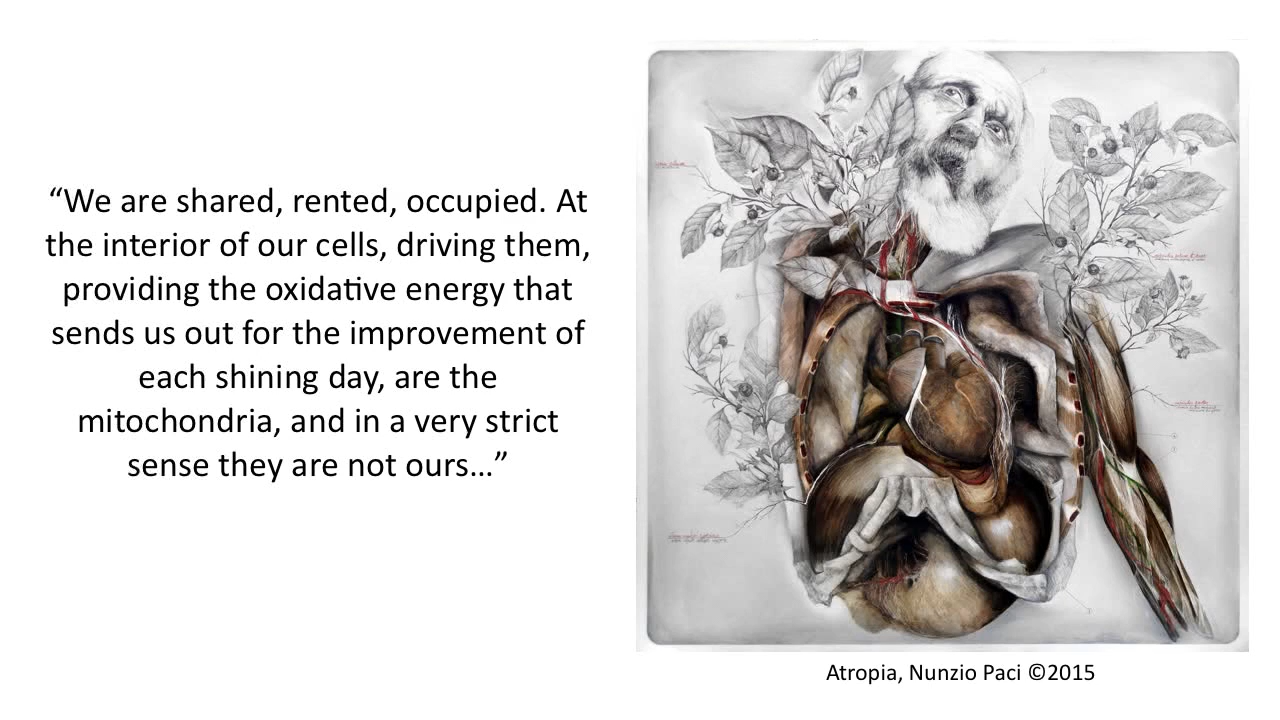 “We are shared, rented, occupied. At
the interior of our cells, driving them,
providing the oxidative energy that
sends us out for the improvement of
each shining day, are the
mitochondria, and in a very strict
sense they are not ours…”
Atropia, Nunzio Paci ©2015